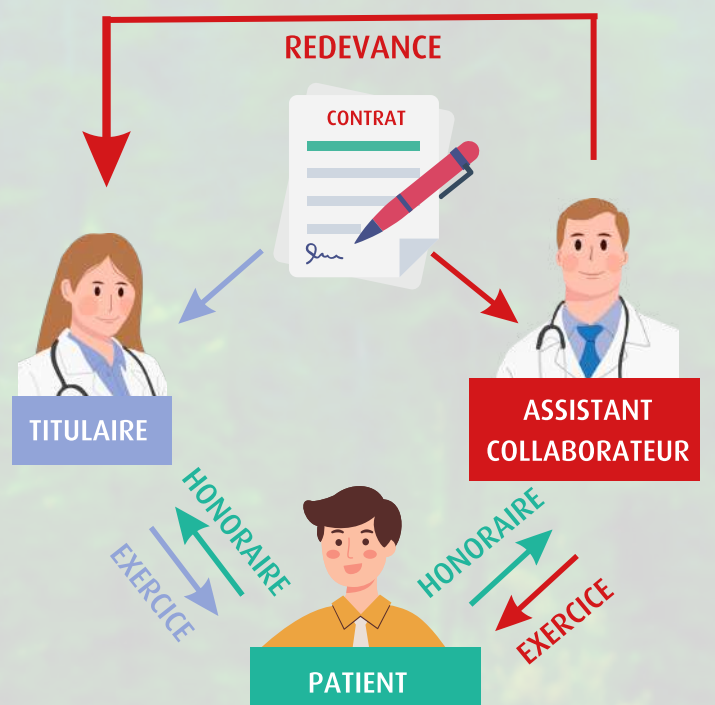 REDEVANCE
CONTRAT
TITULAIRE
ASSISTANT
COLLABORATEUR
HONORAIRE
EXERCICE
HONORAIRE
EXERCICE
PATIENT